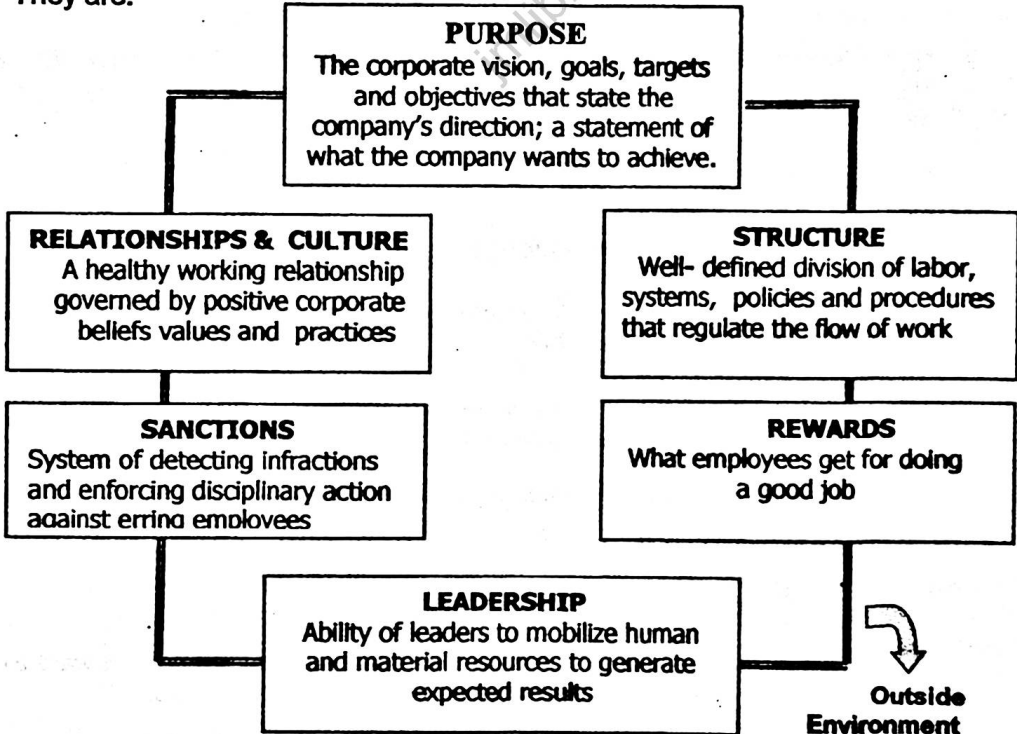 They are:
PURPOSE
The corporate vision, goals, targets
and objectives that state the
company's direction; a statement of
what the company wants to achieve.
RELATIONSHIPS & CULTURE
A healthy working relationship
governed by positive corporate
beliefs values and practices
STRUCTURE
Well- defined division of labor,
systems, policies and procedures
that regulate the flow of work
SANCTIONS
System of detecting infractions
and enforcing disciplinary action
against erring employees
REWARDS
What employees get for doing
a good job
LEADERSHIP
Ability of leaders to mobilize human
and material resources to generate
expected results
Outside
Environment